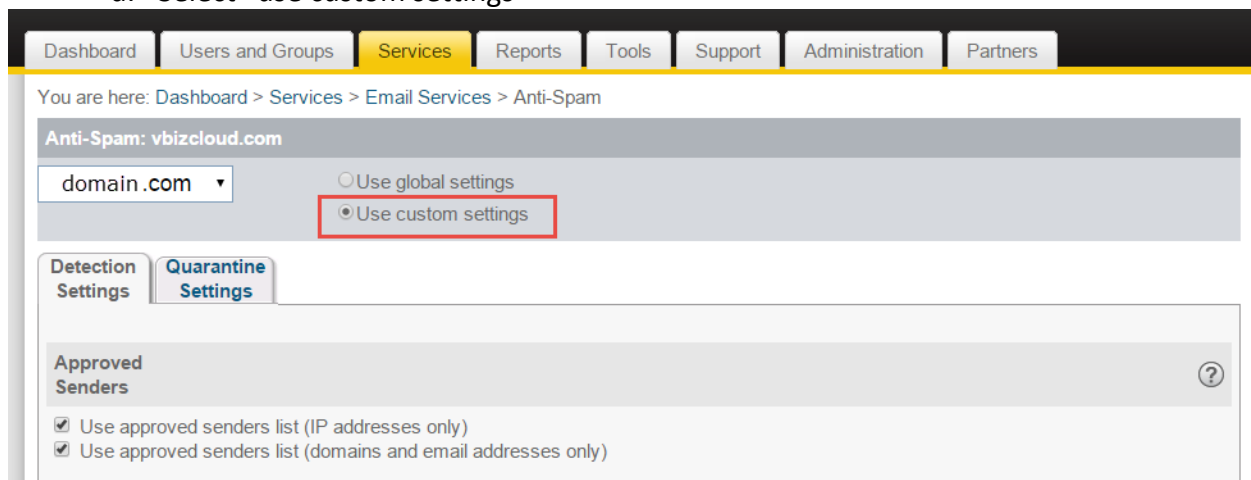 Dashboard Users and Groups Services Reports Tools Support Administration Partners
You are here: Dashboard > Services > Email Services > Anti-Spam
Anti-Spam: vbizcloud.com
domain.com
Use global settings
Use custom settings
Detection Settings
Quarantine Settings
Approved
Senders
?
Use approved senders list (IP addresses only)
Use approved senders list (domains and email addresses only)